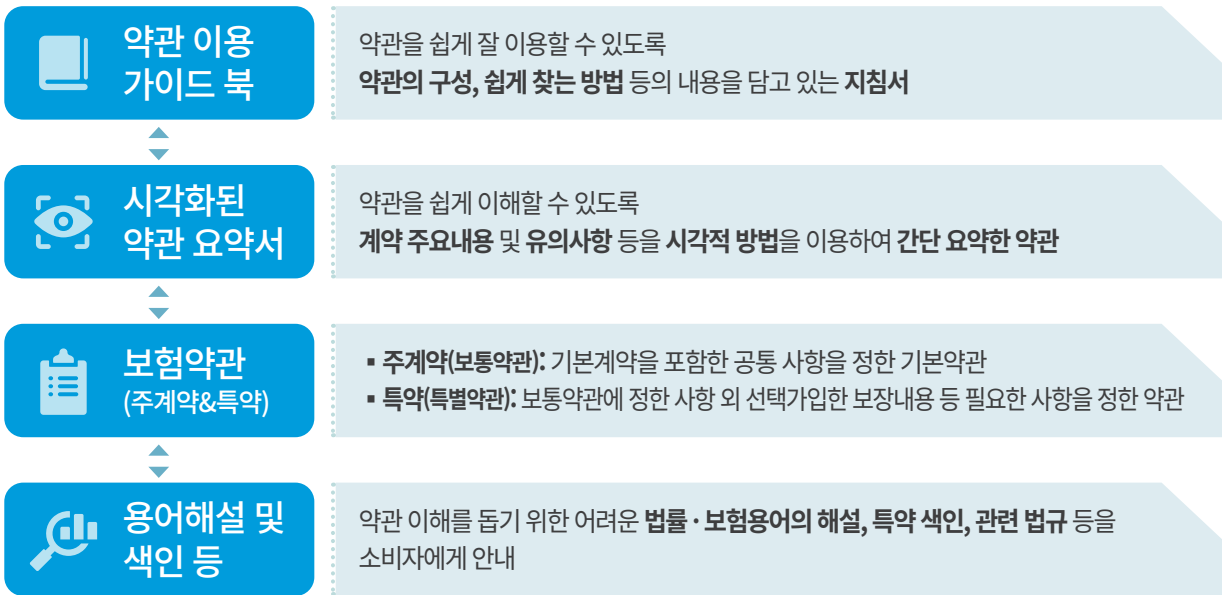 약관 이용
가이드 북
약관을 쉽게 잘 이용할 수 있도록
약관의 구성, 쉽게 찾는 방법 등의 내용을 담고 있는 지침서
시각화된
약관 요약서
약관을 쉽게 이해할 수 있도록
계약 주요내용 및 유의사항 등을 시각적 방법을 이용하여 간단 요약한 약관
보험약관
(주계약&특약)
▪ 주계약(보통약관): 기본계약을 포함한 공통 사항을 정한 기본약관
▪ 특약(특별약관): 보통약관에 정한 사항 외 선택가입한 보장내용 등 필요한 사항을 정한 약관
용어해설 및
색인 등
약관 이해를 돕기 위한 어려운 법률 · 보험용어의 해설, 특약 색인, 관련 법규 등을
소비자에게 안내